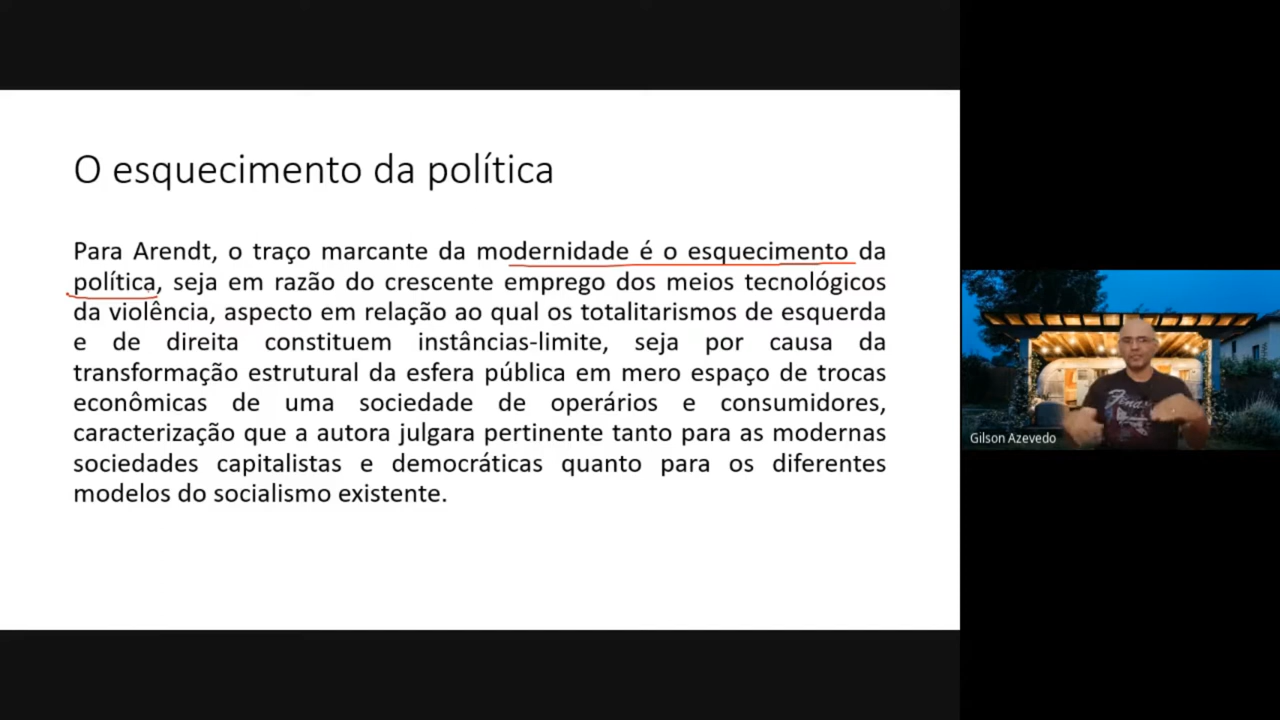 O esquecimento da política
Para Arendt, o traço marcante da modernidade é o esquecimento da
política, seja em razão do crescente emprego dos meios tecnológicos
da violência, aspecto em relação ao qual os totalitarismos de esquerda
e de direita constituem instâncias-limite, seja por causa da
transformação estrutural da esfera pública em mero espaço de trocas
econômicas de uma sociedade de operários e consumidores,
caracterização que a autora julgara pertinente tanto para as modernas
sociedades capitalistas e democráticas quanto para os diferentes
modelos do socialismo existente.
Gilson Azevedo